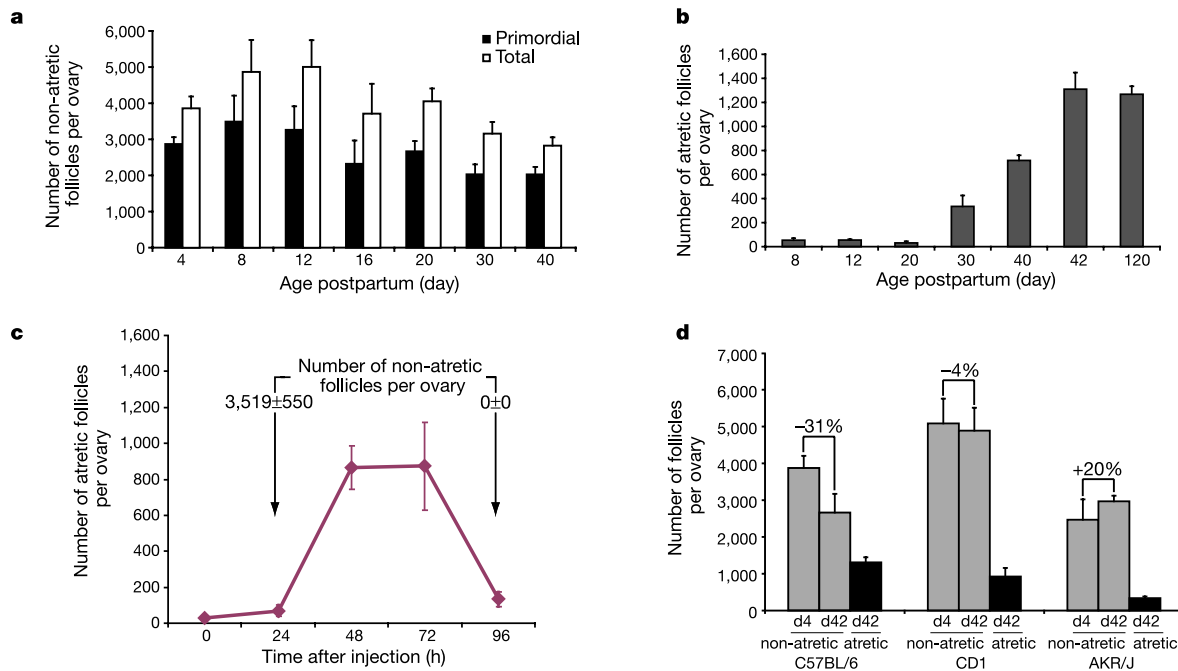 a
Number of non-atretic
follicles per ovary
6,000
5,000
4,000
3,000
2,000
1,000
0
Primordial
Total
4 8 12 16 20 30 40
Age postpartum (day)
b
Number of atretic follicles
per ovary
1,600
1,400
1,200
1,000
800
600
400
200
0
8 12 20 30 40 42 120
Age postpartum (day)
c
Number of atretic follicles
per ovary
1,600
1,400
1,200
1,000
800
600
400
200
0
Number of non-atretic
follicles per ovary
3,519±550 0±0
0 24 48 72 96
Time after injection (h)
d
Number of follicles
per ovary
7,000
6,000
5,000
4,000
3,000
2,000
1,000
0
–31%
–4%
+20%
d4 d42 d42 d4 d42 d42 d4 d42 d42
non-atretic atretic non-atretic atretic non-atretic atretic
C57BL/6 CD1 AKR/J